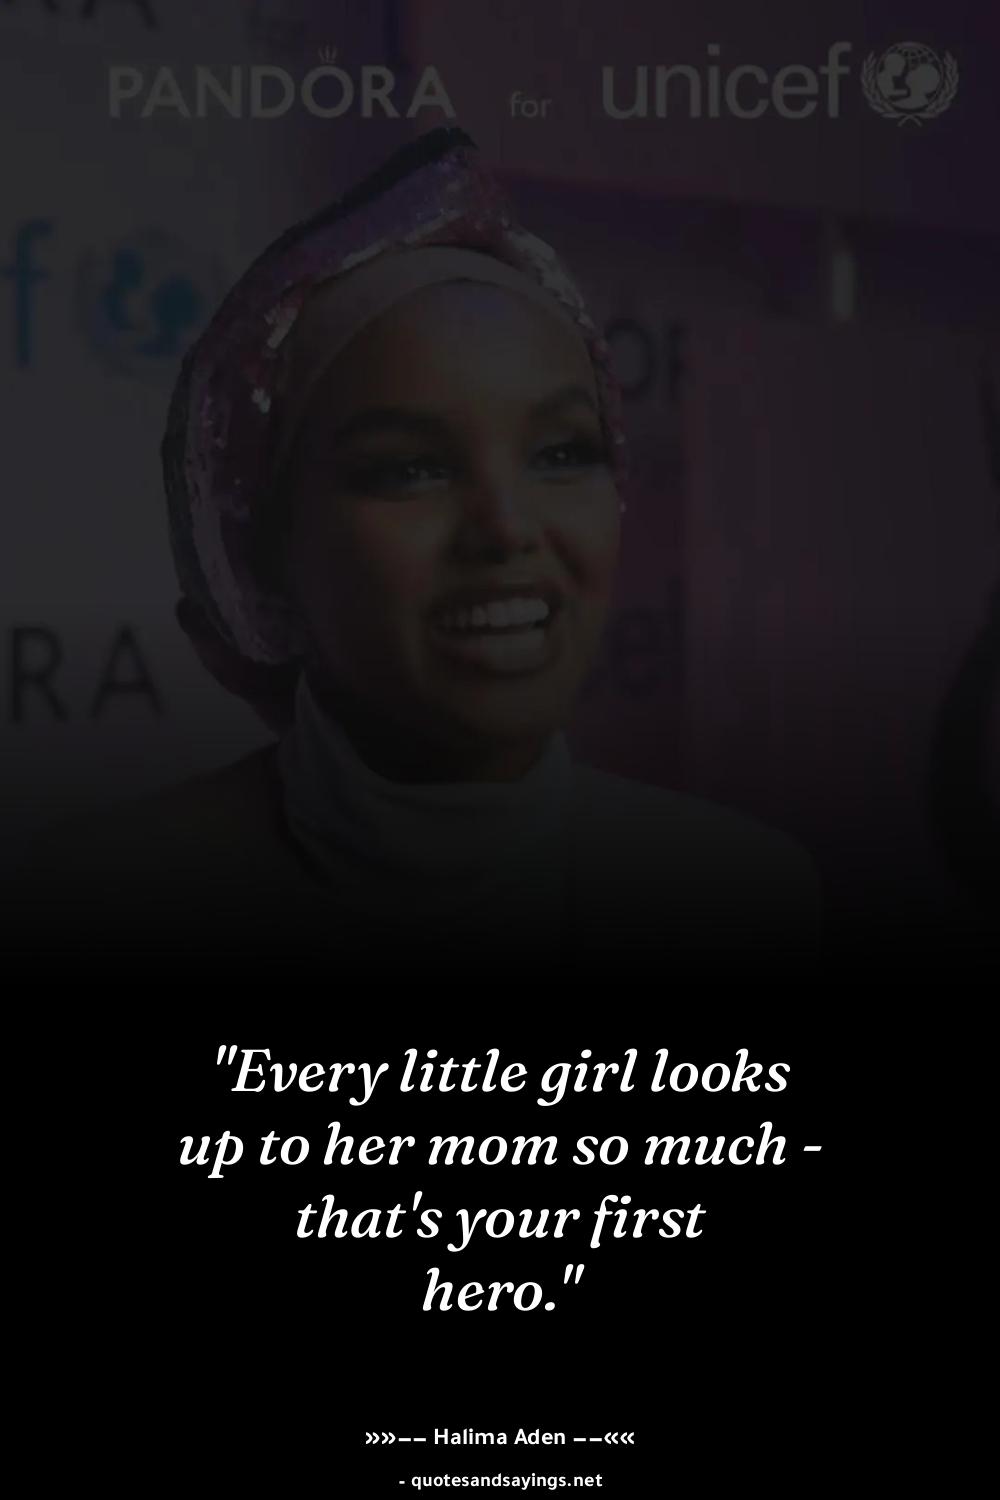 PANDORA for unicef
f
OF
RA
"Every little girl looks
up to her mom so much -
that's your first
hero."
»»−− Halima Aden −−««
- quotesandsayings.net